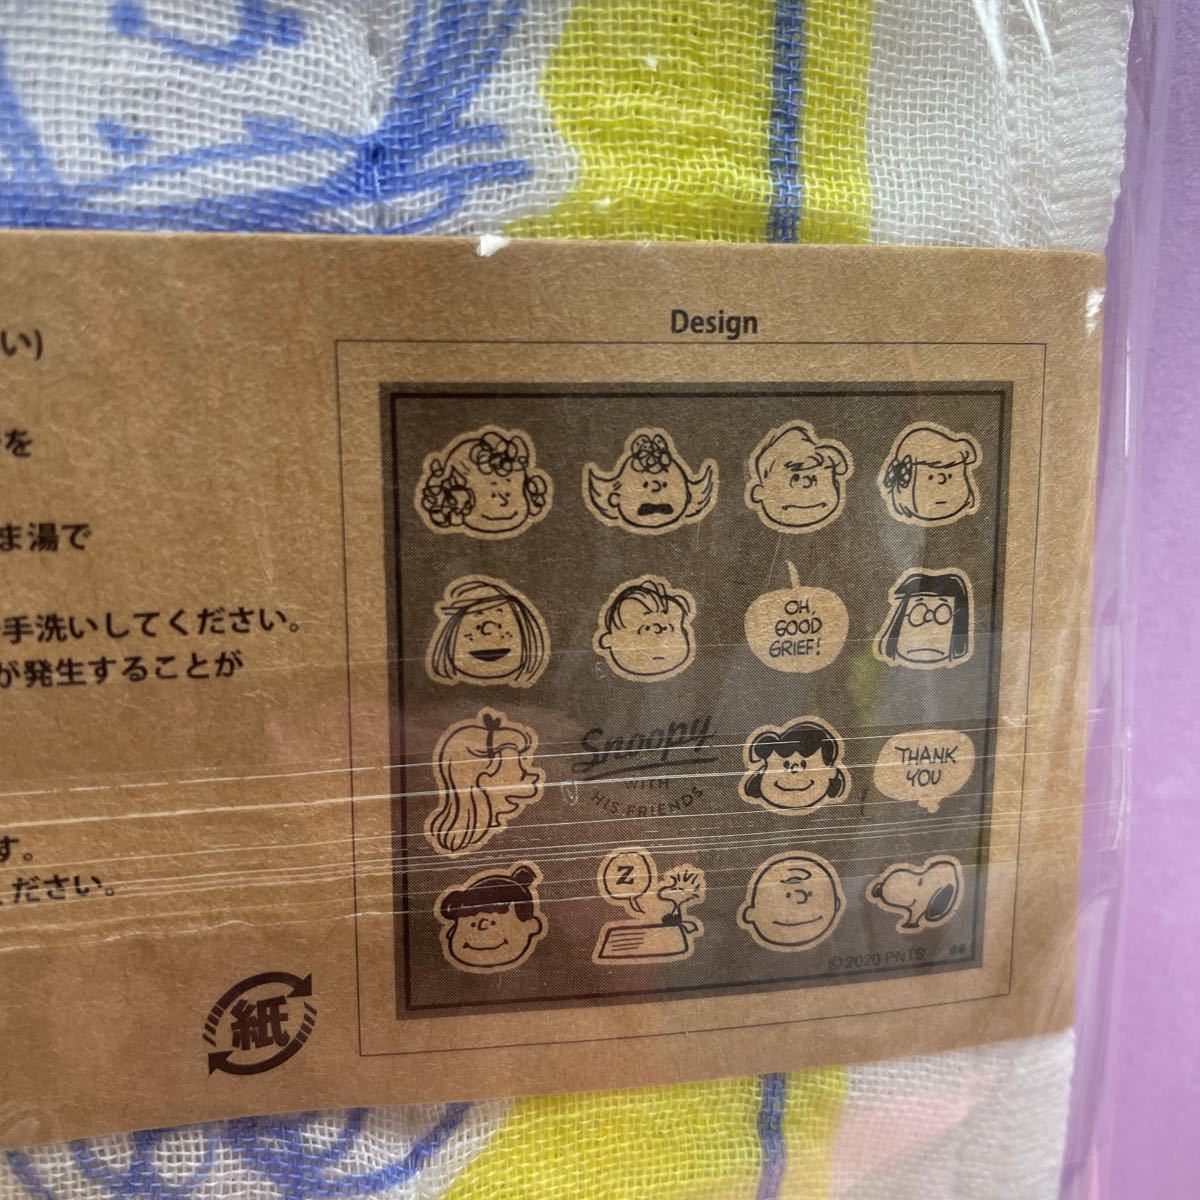 い)
を
ま湯で
手洗いしてください。
が発生することが
す。
ください。
紙
Design
OH,
GOOD
GRIEF!
Snoopy
WITH
HIS FRIENDS
THANK
YOU
Z
©2020 PNTS